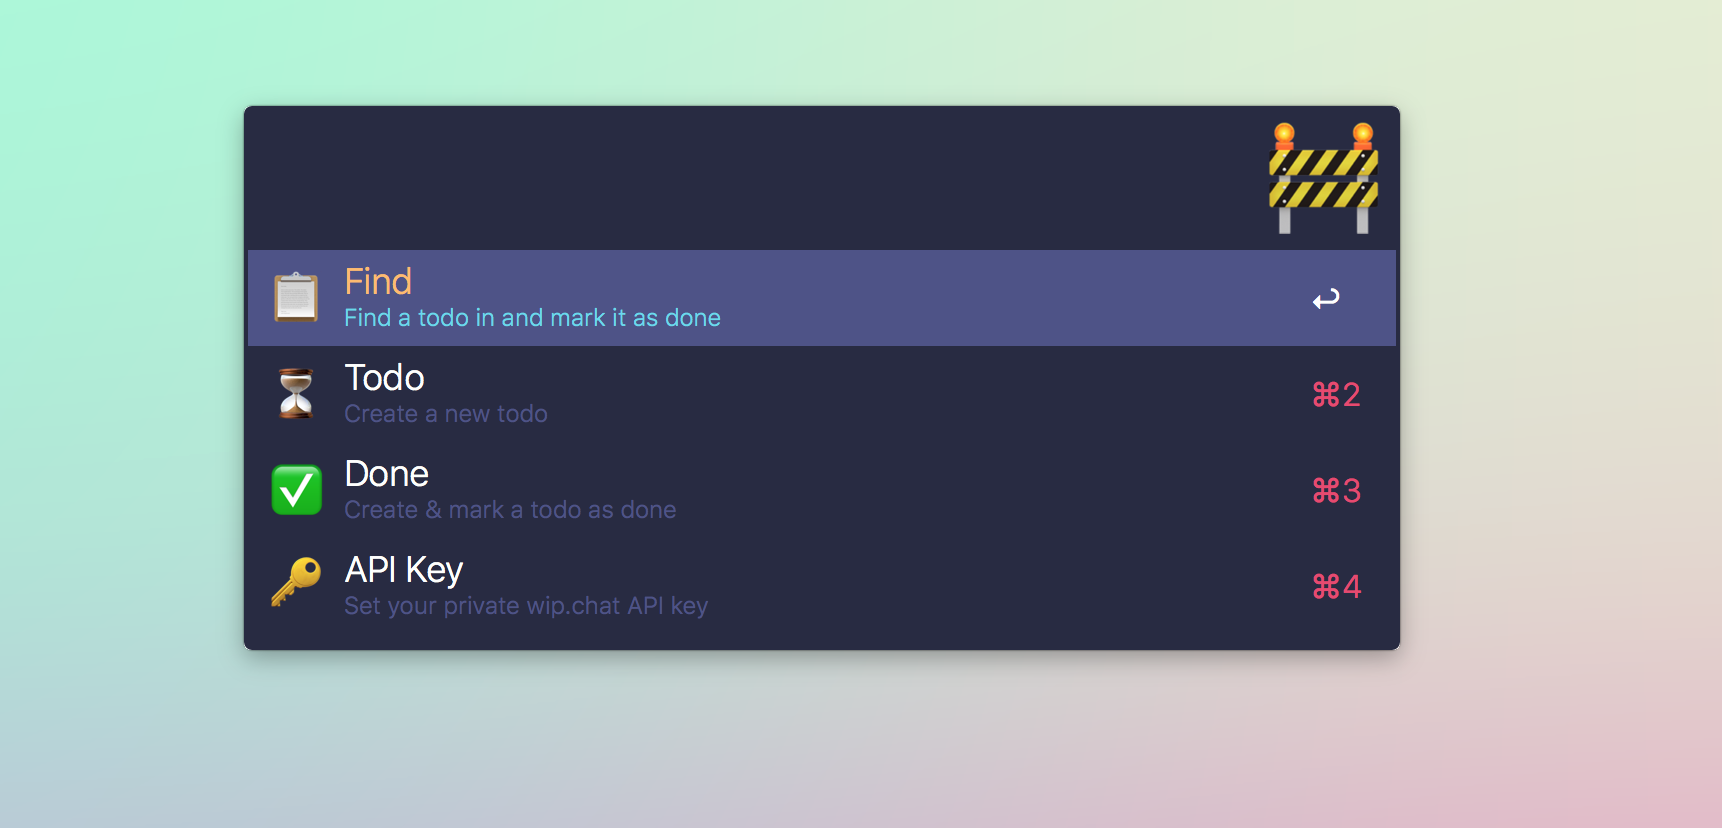 Find
Find a todo in and mark it as done
↩
Todo
Create a new todo
⌘2
Done
Create & mark a todo as done
⌘3
API Key
Set your private wip.chat API key
⌘4